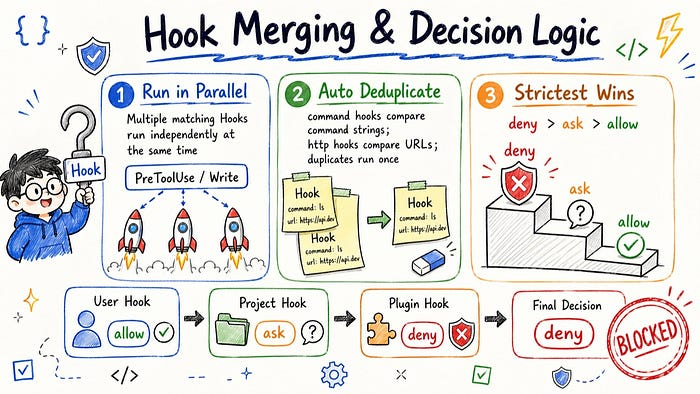 Hook Merging & Decision Logic
{ }
</>
Hook
1 Run in Parallel
Multiple matching Hooks
run independently at
the same time
PreToolUse / Write
2 Auto Deduplicate
command hooks compare
command strings;
http hooks compare URLs;
duplicates run once
Hook
command: ls
url: https://api.dev
Hook
command: ls
url: https://api.dev
Hook
command: ls
url: https://api.dev
3 Strictest Wins
deny > ask > allow
deny
ask
?
allow
User Hook
allow
Project Hook
ask
?
Plugin Hook
deny
Final Decision
deny
BLOCKED
</>